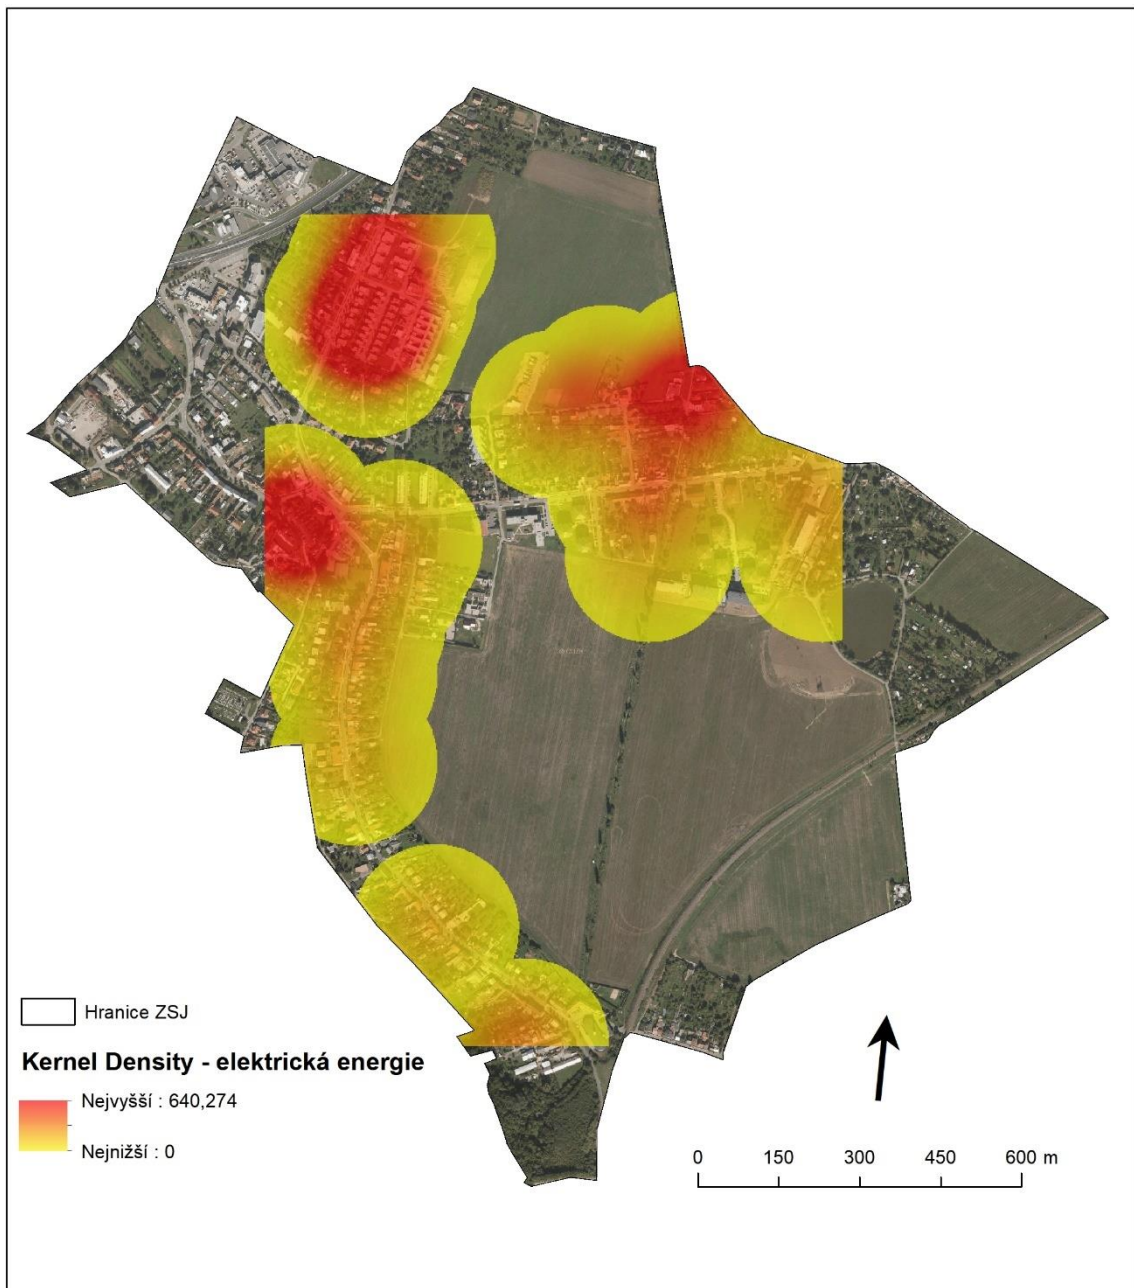 Hranice ZSJ
Kernel Density - elektrická energie
Nejvyšší : 640,274
Nejnižší : 0
0 150 300 450 600 m